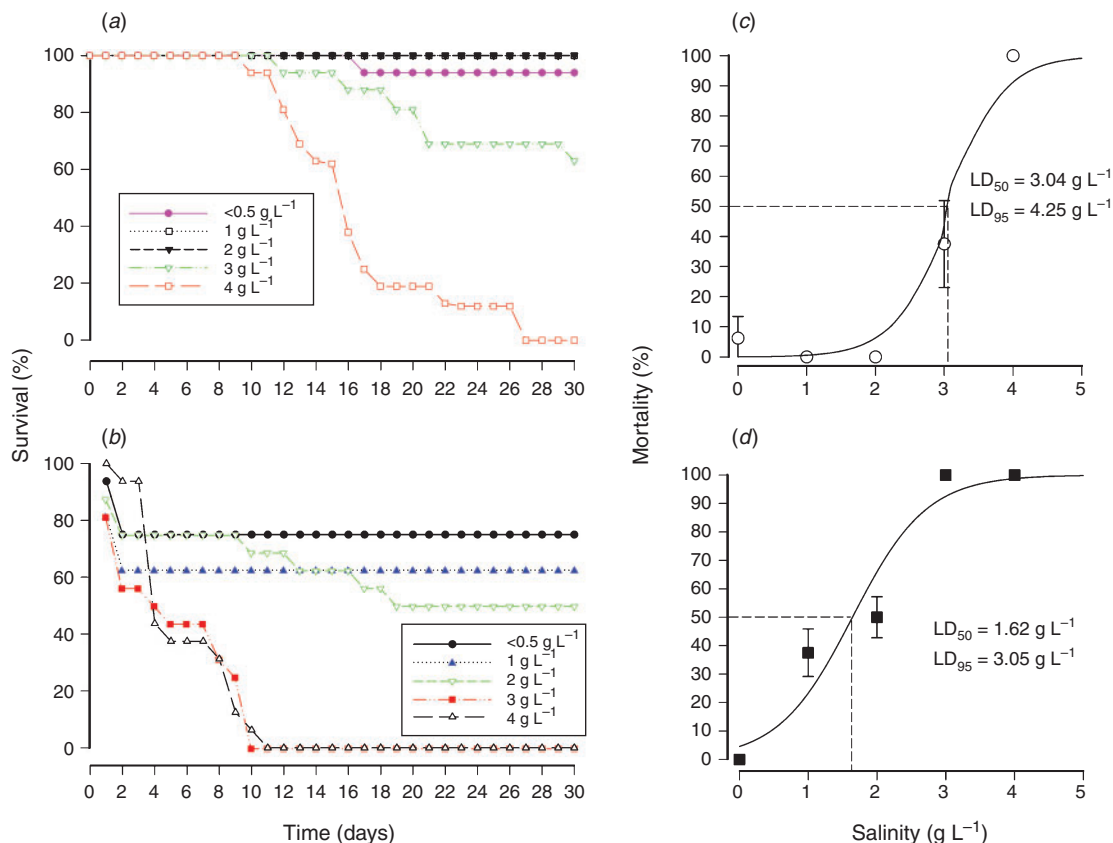 (a)
100
80
60
40
20
0
<0.5 g L⁻¹
1 g L⁻¹
2 g L⁻¹
3 g L⁻¹
4 g L⁻¹
0 2 4 6 8 10 12 14 16 18 20 22 24 26 28 30
Survival (%)
(b)
100
80
60
40
20
0
<0.5 g L⁻¹
1 g L⁻¹
2 g L⁻¹
3 g L⁻¹
4 g L⁻¹
0 2 4 6 8 10 12 14 16 18 20 22 24 26 28 30
Time (days)
(c)
100
90
80
70
60
50
40
30
20
10
0
LD₅₀ = 3.04 g L⁻¹
LD₉₅ = 4.25 g L⁻¹
0 1 2 3 4 5
Mortality (%)
(d)
100
90
80
70
60
50
40
30
20
10
0
LD₅₀ = 1.62 g L⁻¹
LD₉₅ = 3.05 g L⁻¹
0 1 2 3 4 5
Salinity (g L⁻¹)